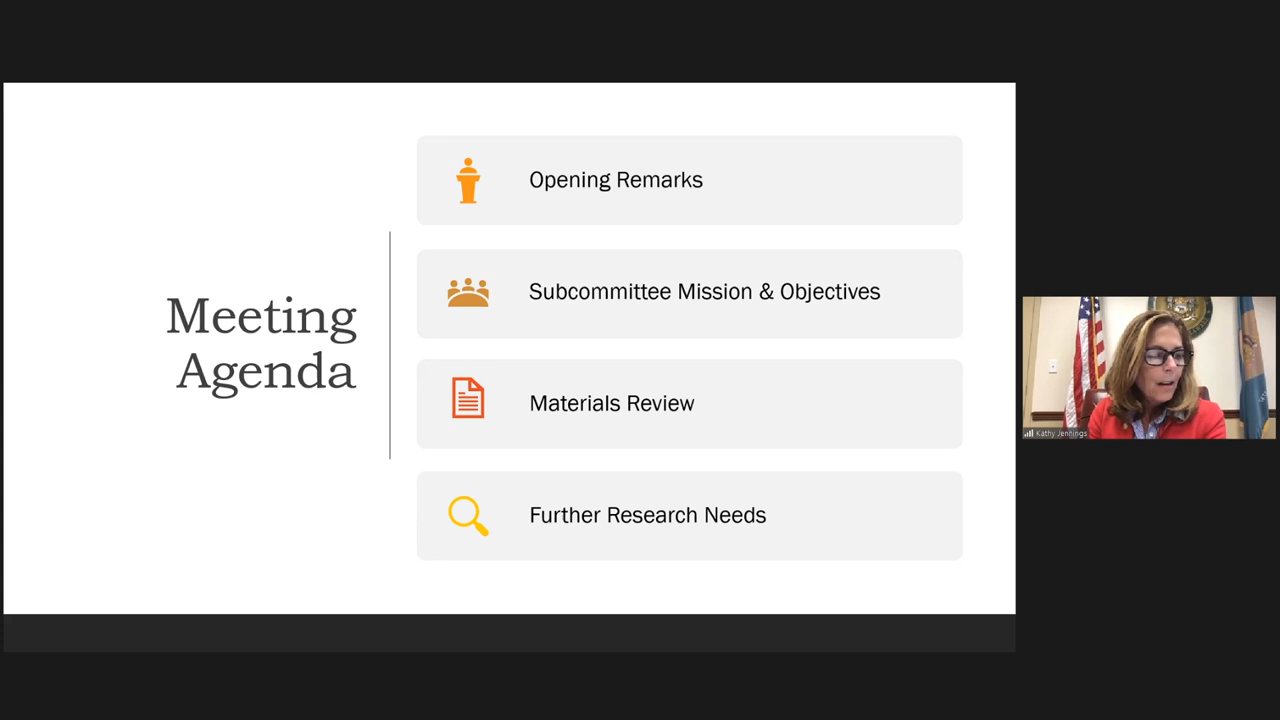 Meeting
Agenda
Opening Remarks
Subcommittee Mission & Objectives
Materials Review
Further Research Needs
Kathy Jennings